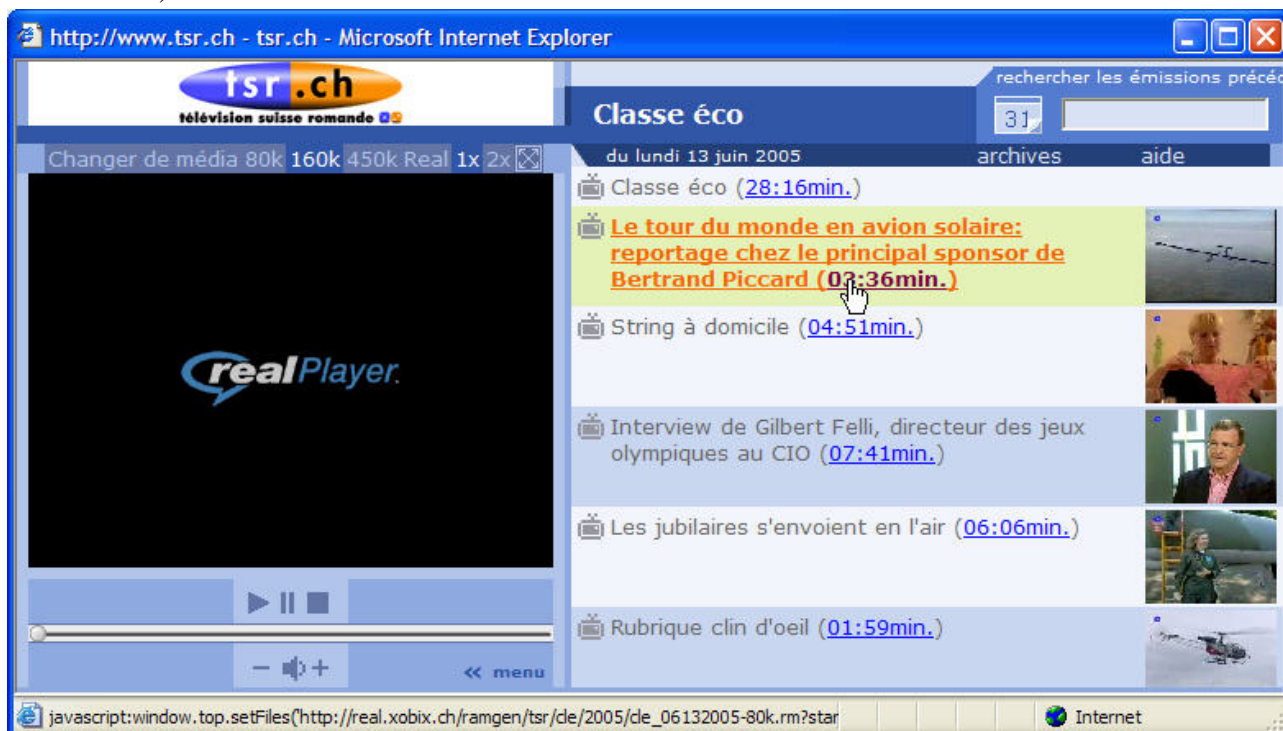 http://www.tsr.ch - tsr.ch - Microsoft Internet Explorer
tsr.ch
télévision suisse romande
rechercher les émissions précéd
Classe éco
31
Changer de média 80k 160k 450k Real 1x 2x
du lundi 13 juin 2005 archives aide
Classe éco (28:16min.)
Le tour du monde en avion solaire:
reportage chez le principal sponsor de
Bertrand Piccard (03:36min.)
String à domicile (04:51min.)
realPlayer.
Interview de Gilbert Felli, directeur des jeux
olympiques au CIO (07:41min.)
Les jubilaires s'envoient en l'air (06:06min.)
Rubrique clin d'oeil (01:59min.)
<< menu
javascript:window.top.setFiles('http://real.xobix.ch/ramgen/tsr/cle/2005/cle_06132005-80k.rm?star
Internet